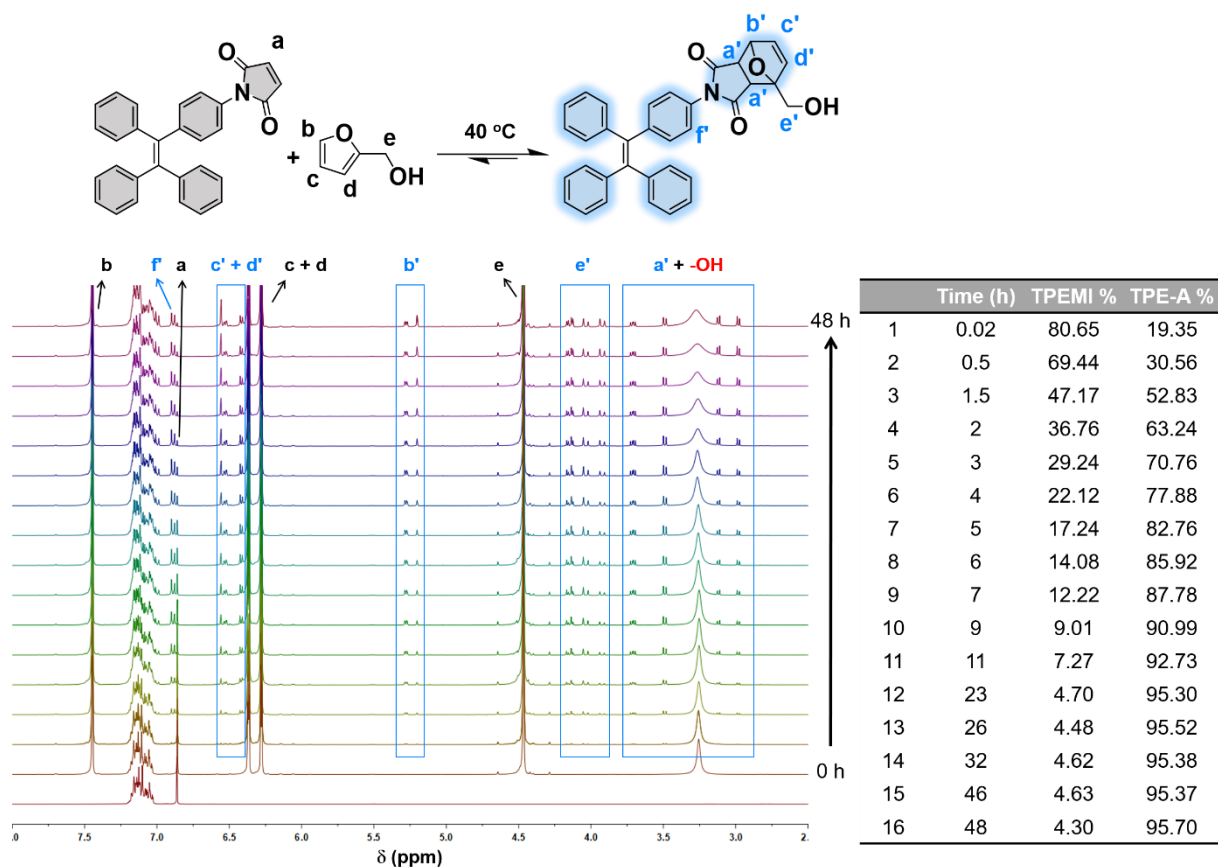 a
O
N
O
b
O
e
c
d
OH
+
40 °C
b'
c'
a'
O
d'
O
N
a'
OH
O
e'
f'
b
f'
a
c' + d'
c + d
b'
e
e'
a' + -OH
48 h
0 h
8.0 7.5 7.0 6.5 6.0 5.5 5.0 4.5 4.0 3.5 3.0 2.5 2.0
δ (ppm)
Time (h) TPEMI % TPE-A %
1 0.02 80.65 19.35
2 0.5 69.44 30.56
3 1.5 47.17 52.83
4 2 36.76 63.24
5 3 29.24 70.76
6 4 22.12 77.88
7 5 17.24 82.76
8 6 14.08 85.92
9 7 12.22 87.78
10 9 9.01 90.99
11 11 7.27 92.73
12 23 4.70 95.30
13 26 4.48 95.52
14 32 4.62 95.38
15 46 4.63 95.37
16 48 4.30 95.70